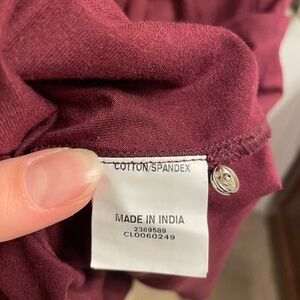 COTTON/SPANDEX
MADE IN INDIA
2389589
CL0060249